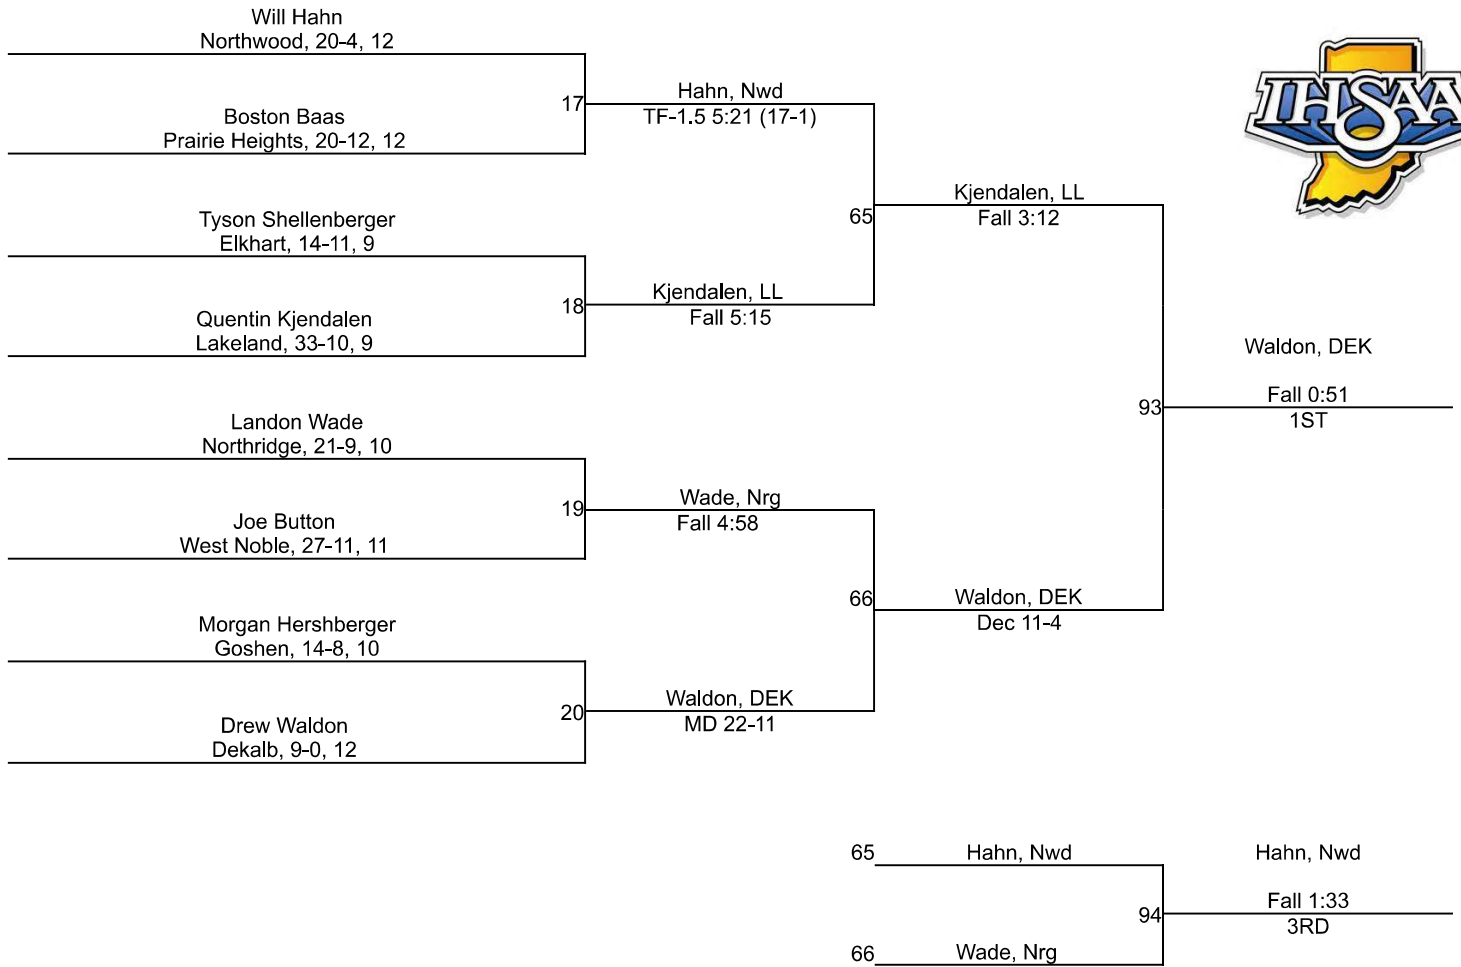 Will Hahn
Northwood, 20-4, 12
17
Boston Baas
Prairie Heights, 20-12, 12
Hahn, Nwd
TF-1.5 5:21 (17-1)
IHSAA
Tyson Shellenberger
Elkhart, 14-11, 9
65
Kjendalen, LL
Fall 3:12
18
Quentin Kjendalen
Lakeland, 33-10, 9
Kjendalen, LL
Fall 5:15
Waldon, DEK
93
Fall 0:51
1ST
Landon Wade
Northridge, 21-9, 10
19
Joe Button
West Noble, 27-11, 11
Wade, Nrg
Fall 4:58
66
Waldon, DEK
Dec 11-4
Morgan Hershberger
Goshen, 14-8, 10
20
Drew Waldon
Dekalb, 9-0, 12
Waldon, DEK
MD 22-11
65 Hahn, Nwd
Hahn, Nwd
94
Fall 1:33
3RD
66 Wade, Nrg